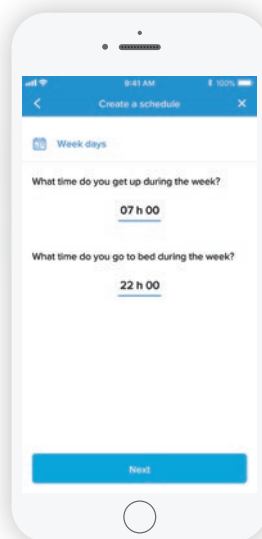 9:41 AM 100%
Create a schedule
Week days
What time do you get up during the week?
07 h 00
What time do you go to bed during the week?
22 h 00
Next